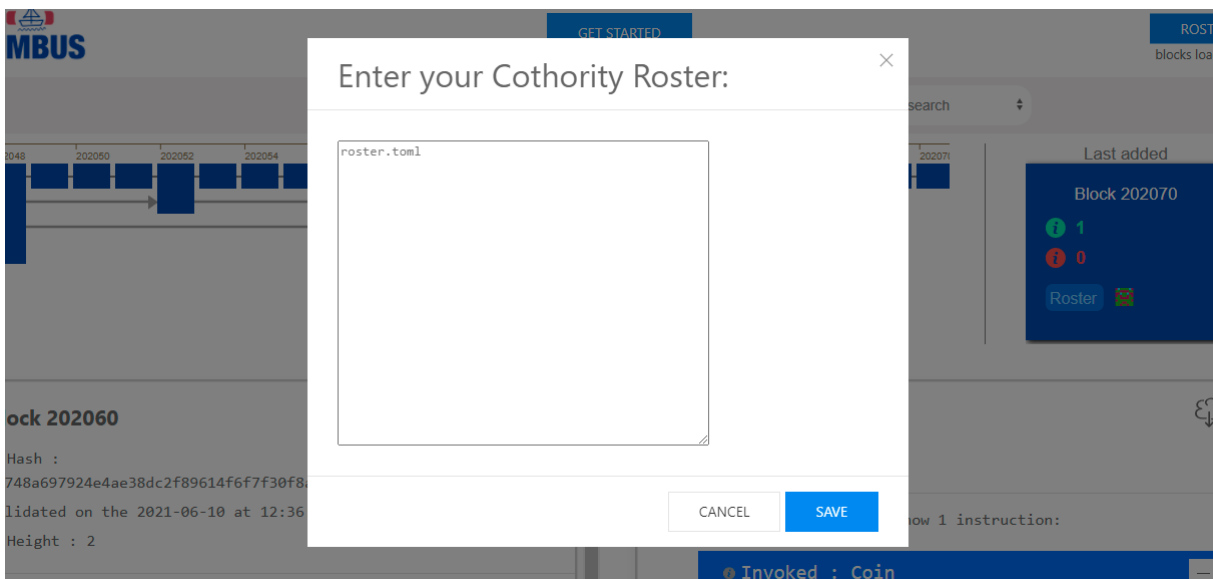 MBUS
GET STARTED
ROST
blocks loa
Enter your Cothority Roster:
search
2048 202050 202052 202054
roster.toml
20207
Last added
Block 202070
1
0
Roster
ock 202060
Hash :
748a697924e4ae38dc2f89614f6f7f30f8
lidated on the 2021-06-10 at 12:36
Height : 2
CANCEL
SAVE
ow 1 instruction:
Invoked : Coin